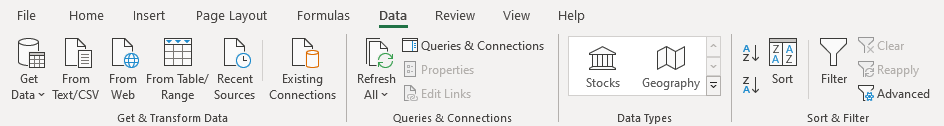 File Home Insert Page Layout Formulas Data Review View Help
Get Data
From Text/CSV
From Web
From Table/ Range
Recent Sources
Existing Connections
Get & Transform Data
Refresh All
Queries & Connections
Properties
Edit Links
Queries & Connections
Stocks
Geography
Data Types
A Z
Z A
Z A A Z
Sort
Filter
Clear
Reapply
Advanced
Sort & Filter